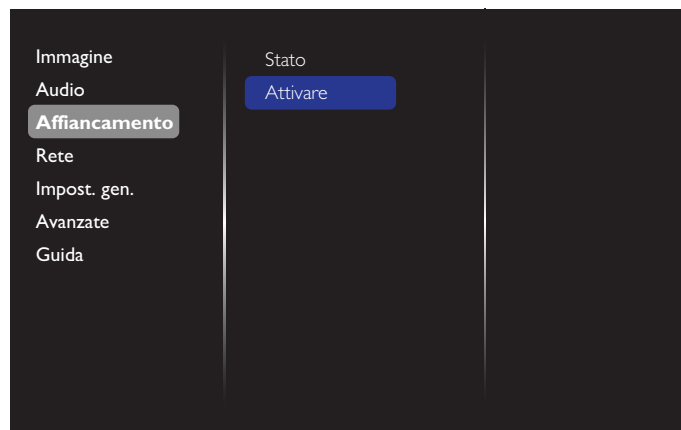 Immagine
Audio
Affiancamento
Rete
Impost. gen.
Avanzate
Guida
Stato
Attivare